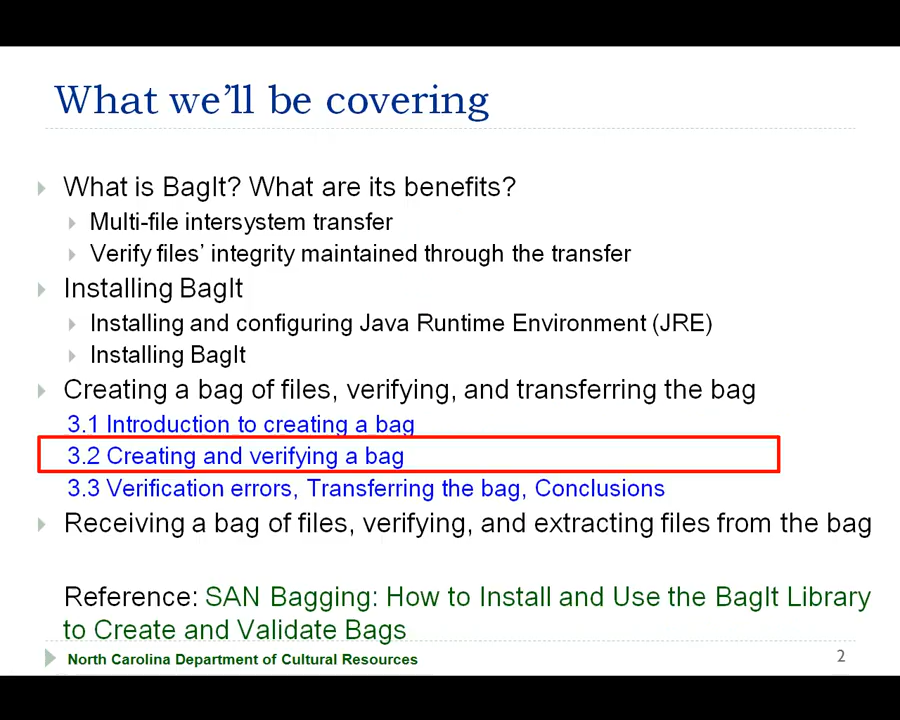 What we'll be covering
What is BagIt? What are its benefits?
Multi-file intersystem transfer
Verify files' integrity maintained through the transfer
Installing BagIt
Installing and configuring Java Runtime Environment (JRE)
Installing BagIt
Creating a bag of files, verifying, and transferring the bag
3.1 Introduction to creating a bag
3.2 Creating and verifying a bag
3.3 Verification errors, Transferring the bag, Conclusions
Receiving a bag of files, verifying, and extracting files from the bag
Reference: SAN Bagging: How to Install and Use the BagIt Library
to Create and Validate Bags
North Carolina Department of Cultural Resources
2